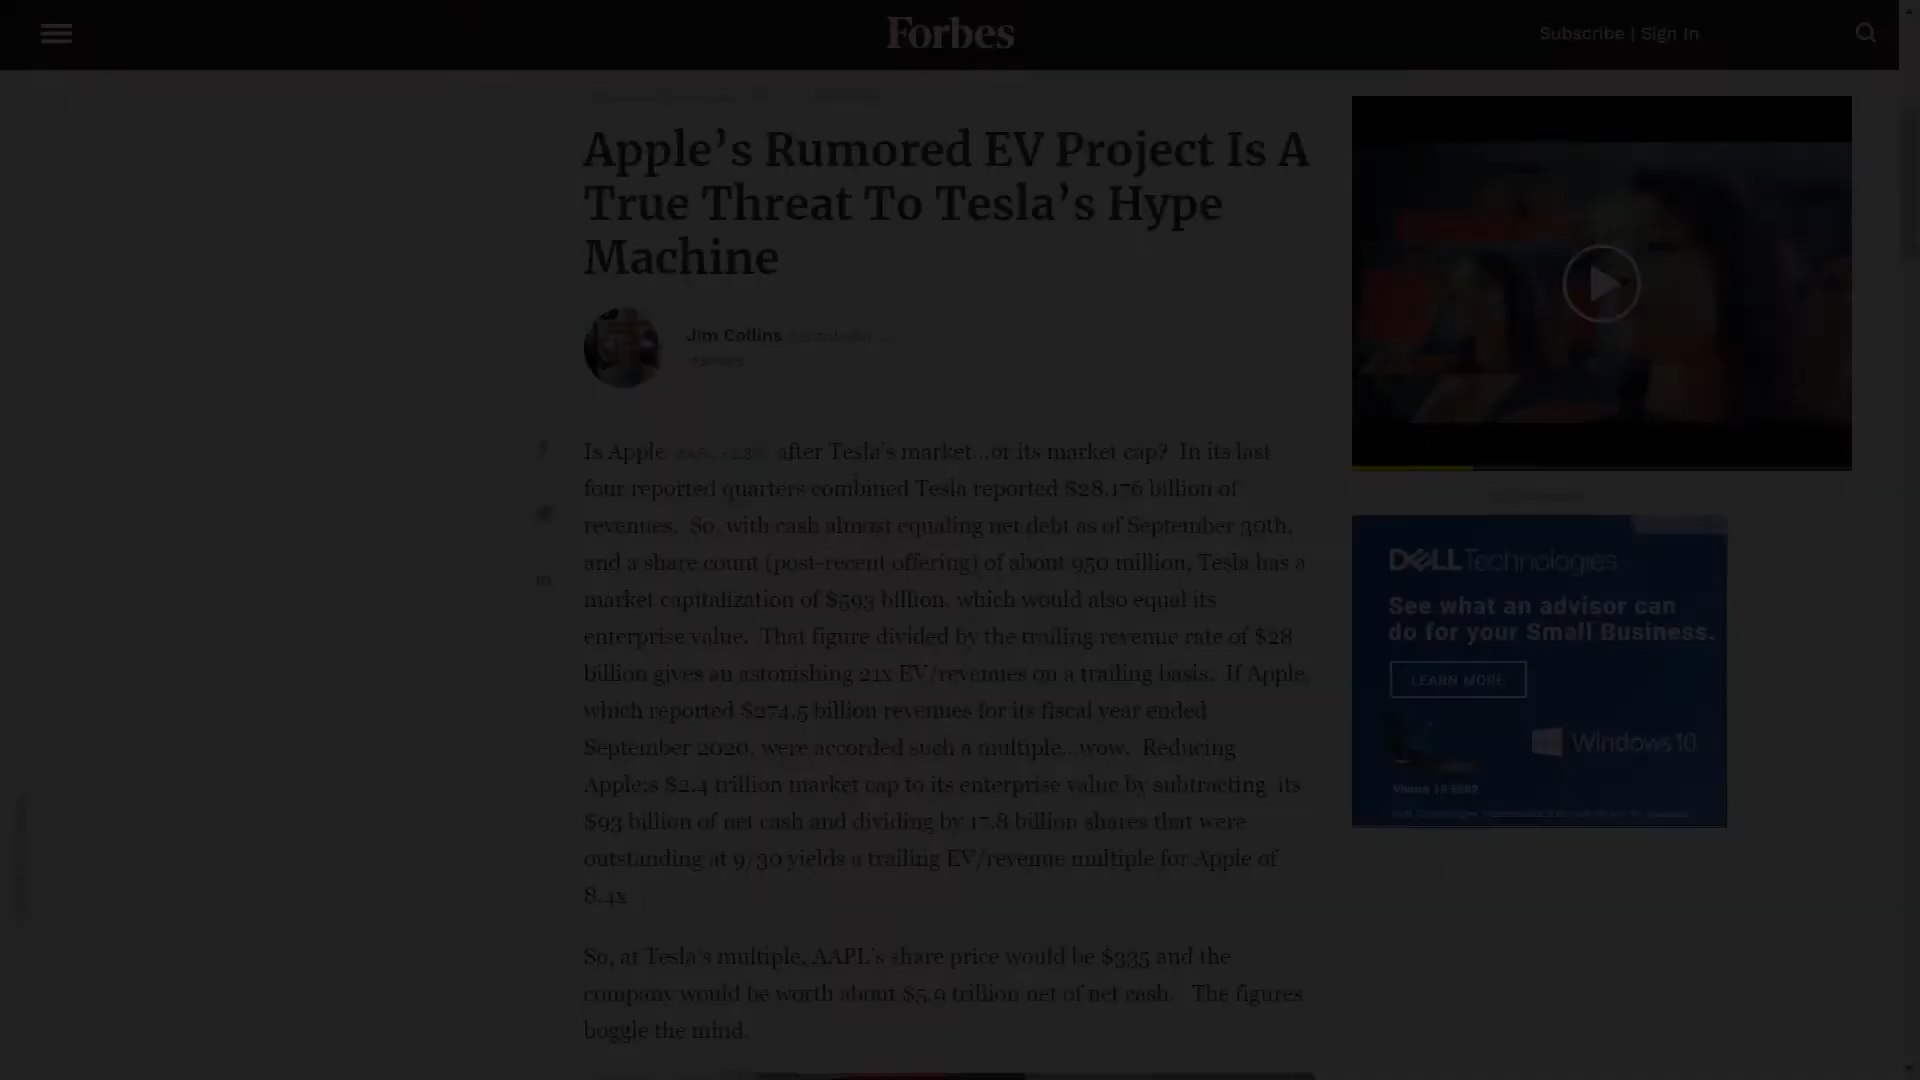 Forbes
Subscribe | Sign In
Apple’s Rumored EV Project Is A
True Threat To Tesla’s Hype
Machine
Jim Collins
Is Apple after Tesla’s market...or its market cap? In its last
four reported quarters combined Tesla reported $28.176 billion of
revenues. So, with cash almost equaling net debt as of September 30th,
and a share count (post-recent offering) of about 950 million, Tesla has a
market capitalization of $593 billion, which would also equal its
enterprise value. That figure divided by the trailing revenue rate of $28
billion gives an astonishing 21x EV/revenues on a trailing basis. If Apple,
which reported $274.5 billion revenues for its fiscal year ended
September 2020, were accorded such a multiple...wow. Reducing
Apple;s $2.4 trillion market cap to its enterprise value by subtracting its
$93 billion of net cash and dividing by 17.8 billion shares that were
outstanding at 9/30 yields a trailing EV/revenue multiple for Apple of
8.4x
So, at Tesla’s multiple, AAPL’s share price would be $335 and the
company would be worth about $5.9 trillion net of net cash. The figures
boggle the mind.
DELL Technologies
See what an advisor can
do for your Small Business.
LEARN MORE
Windows 10